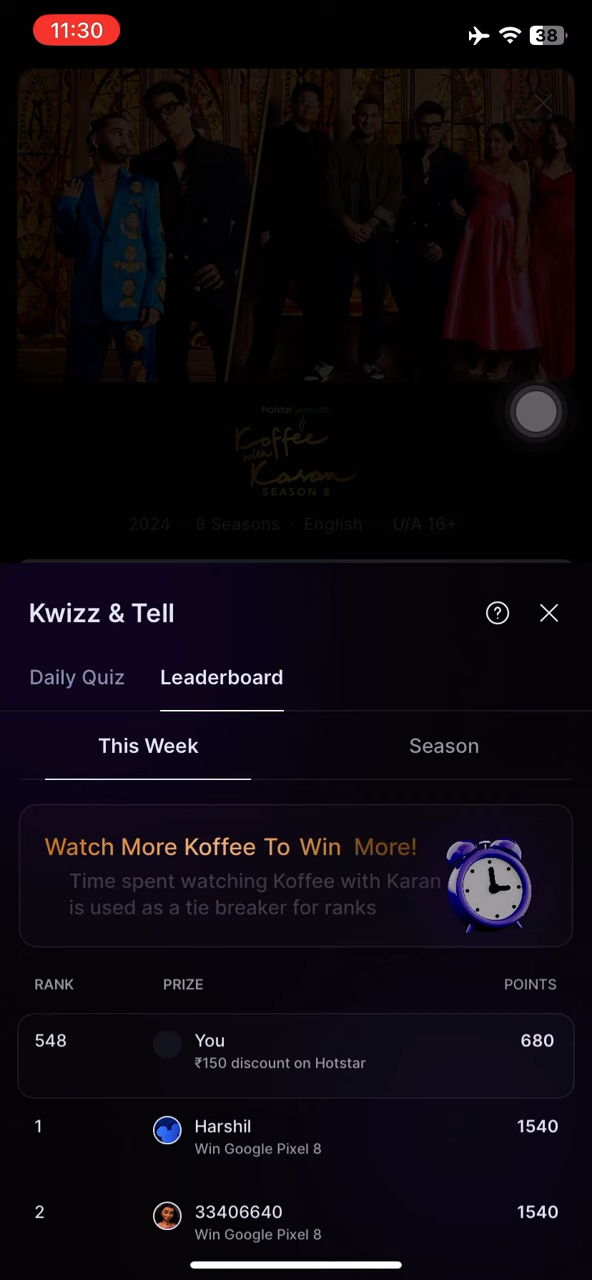 11:30
38
hotstar specials
Koffee
with
Karan
SEASON 8
2024 · 8 Seasons · English · U/A 16+
Kwizz & Tell
?
Daily Quiz Leaderboard
This Week Season
Watch More Koffee To Win More!
Time spent watching Koffee with Karan
is used as a tie breaker for ranks
RANK PRIZE POINTS
548 You 680
₹150 discount on Hotstar
1 Harshil 1540
Win Google Pixel 8
2 33406640 1540
Win Google Pixel 8